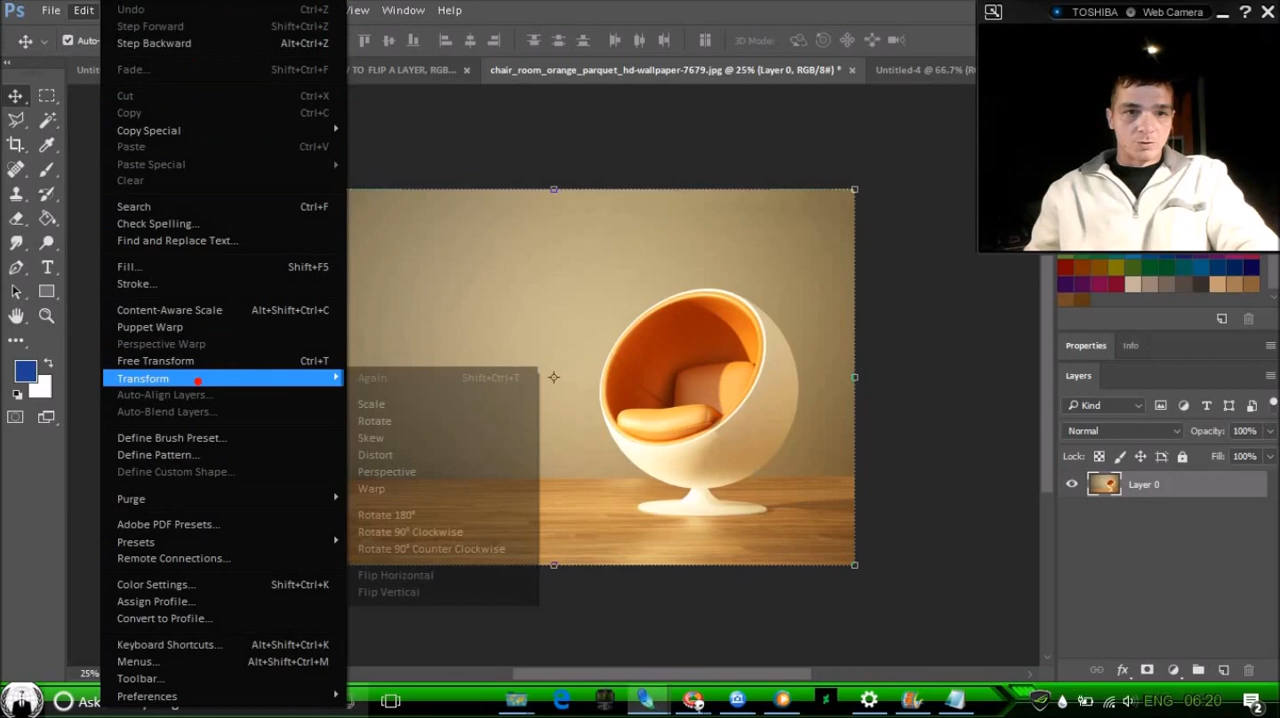 Ps File Edit View Window Help
TOSHIBA Web Camera
Auto-
3D Mode:
Untit
TO FLIP A LAYER, RGB... ×
chair_room_orange_parquet_hd-wallpaper-7679.jpg @ 25% (Layer 0, RGB/8#) * ×
Untitled-4 @ 66.7% (R
Undo Ctrl+Z
Step Forward Shift+Ctrl+Z
Step Backward Alt+Ctrl+Z
Fade... Shift+Ctrl+F
Cut Ctrl+X
Copy Ctrl+C
Copy Special
Paste Ctrl+V
Paste Special
Clear
Search Ctrl+F
Check Spelling...
Find and Replace Text...
Fill... Shift+F5
Stroke...
Content-Aware Scale Alt+Shift+Ctrl+C
Puppet Warp
Perspective Warp
Free Transform Ctrl+T
Transform
Auto-Align Layers...
Auto-Blend Layers...
Define Brush Preset...
Define Pattern...
Define Custom Shape...
Purge
Adobe PDF Presets...
Presets
Remote Connections...
Color Settings... Shift+Ctrl+K
Assign Profile...
Convert to Profile...
Keyboard Shortcuts... Alt+Shift+Ctrl+K
Menus... Alt+Shift+Ctrl+M
Toolbar...
Preferences
Again Shift+Ctrl+T
Scale
Rotate
Skew
Distort
Perspective
Warp
Rotate 180°
Rotate 90° Clockwise
Rotate 90° Counter Clockwise
Flip Horizontal
Flip Vertical
Properties Info
Layers
Kind
Normal Opacity: 100%
Lock: Fill: 100%
Layer 0
25%
Ask
ENG 06:20
2